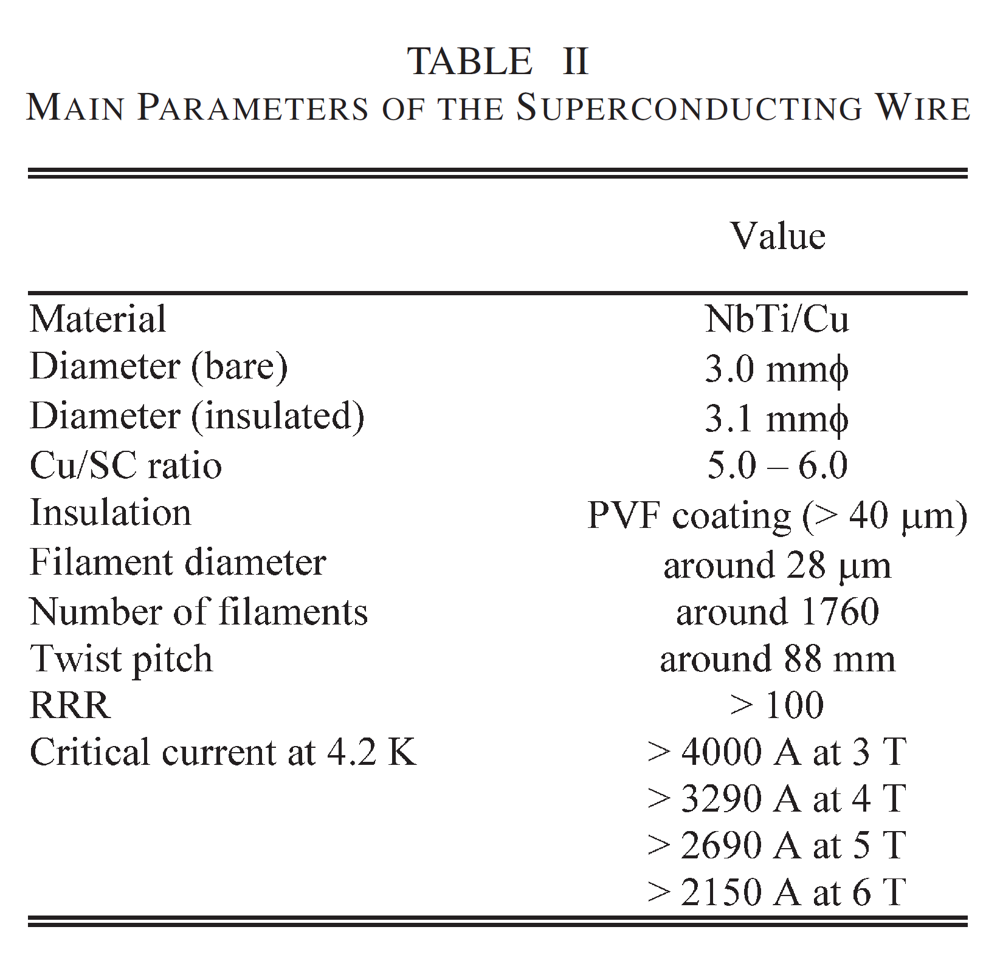 TABLE II
MAIN PARAMETERS OF THE SUPERCONDUCTING WIRE
Value
Material NbTi/Cu
Diameter (bare) 3.0 mmϕ
Diameter (insulated) 3.1 mmϕ
Cu/SC ratio 5.0 – 6.0
Insulation PVF coating (> 40 μm)
Filament diameter around 28 μm
Number of filaments around 1760
Twist pitch around 88 mm
RRR > 100
Critical current at 4.2 K > 4000 A at 3 T
> 3290 A at 4 T
> 2690 A at 5 T
> 2150 A at 6 T